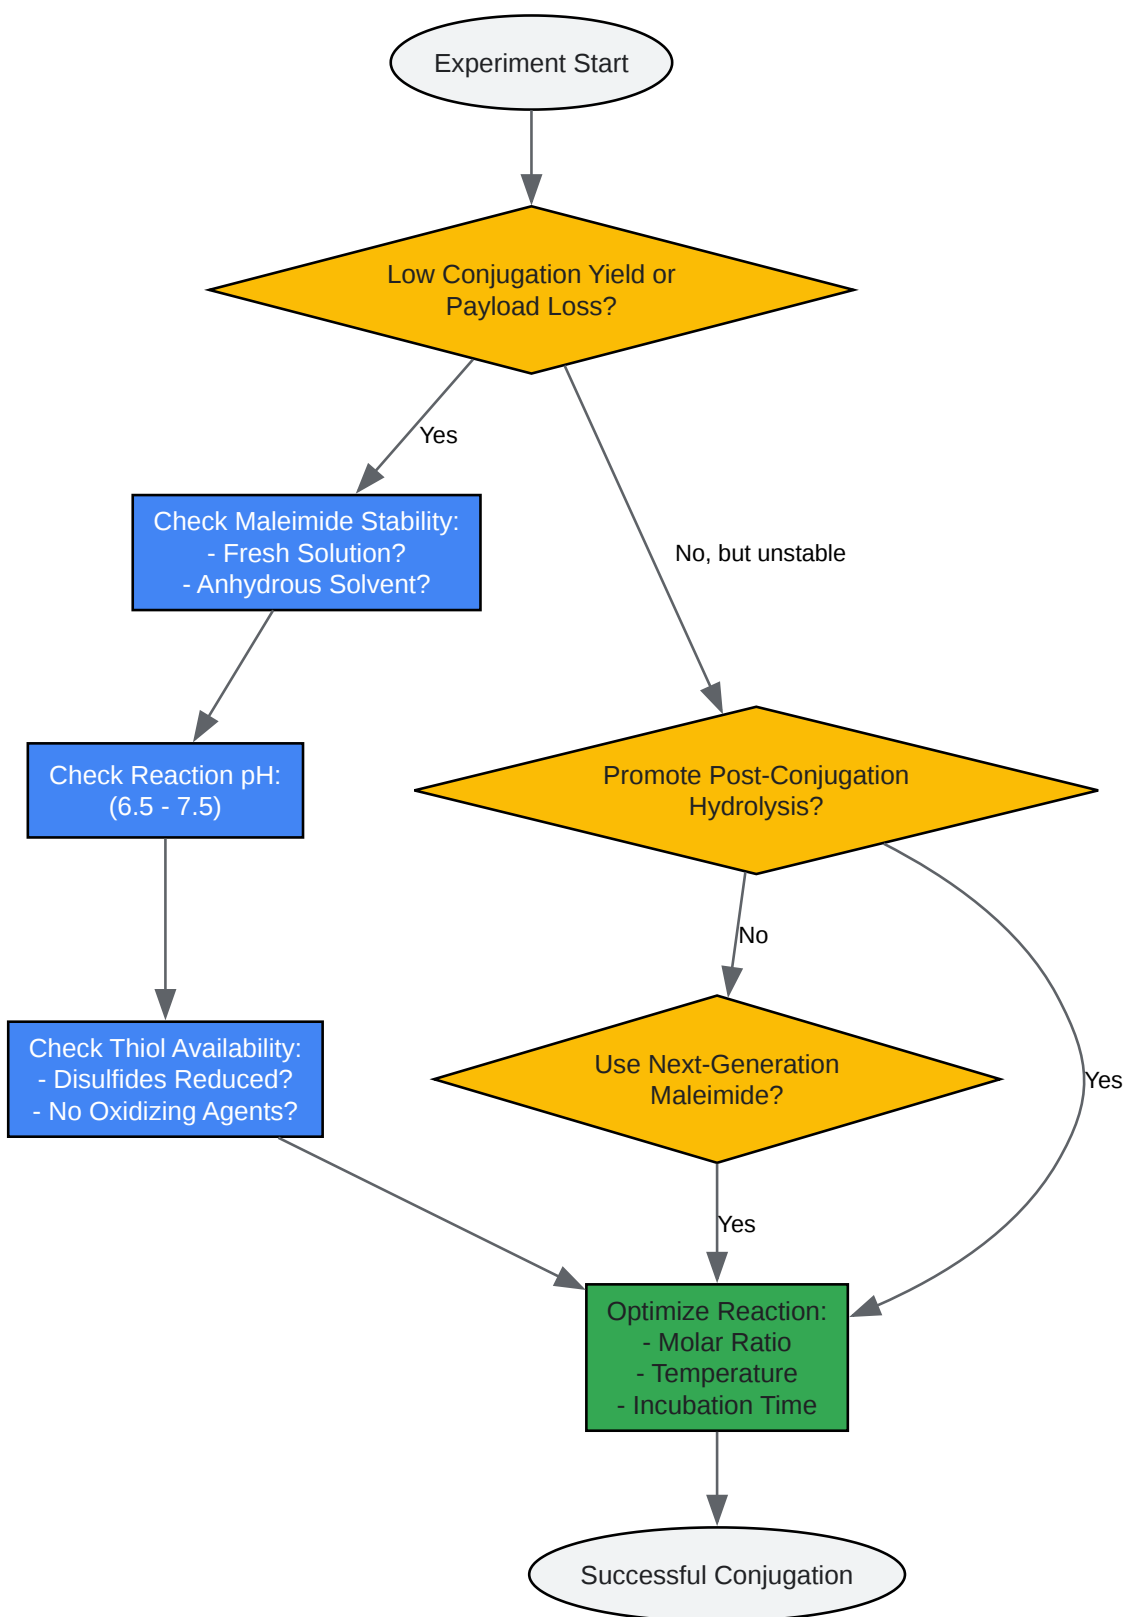 Experiment Start
Low Conjugation Yield or
Payload Loss?
Yes
Check Maleimide Stability:
- Fresh Solution?
- Anhydrous Solvent?
No, but unstable
Check Reaction pH:
(6.5 - 7.5)
Promote Post-Conjugation
Hydrolysis?
No
Check Thiol Availability:
- Disulfides Reduced?
- No Oxidizing Agents?
Use Next-Generation
Maleimide?
Yes
Yes
Optimize Reaction:
- Molar Ratio
- Temperature
- Incubation Time
Successful Conjugation